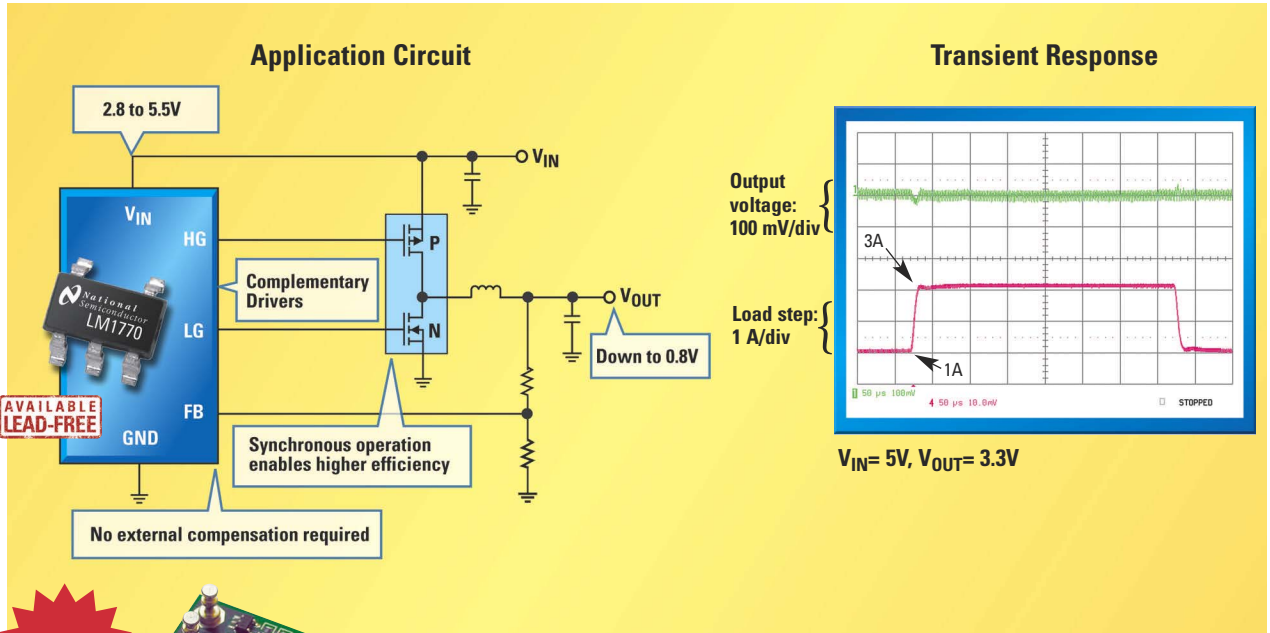 Application Circuit
Transient Response
2.8 to 5.5V
VIN
VIN
HG
P
Complementary
Drivers
National
Semiconductor
LM1770
LG
N
VOUT
Down to 0.8V
AVAILABLE
LEAD-FREE
FB
GND
Synchronous operation
enables higher efficiency
No external compensation required
Output
voltage:
100 mV/div
3A
Load step:
1 A/div
1A
1 50 µs 100mV
4 50 µs 10.0mV
STOPPED
VIN= 5V, VOUT= 3.3V